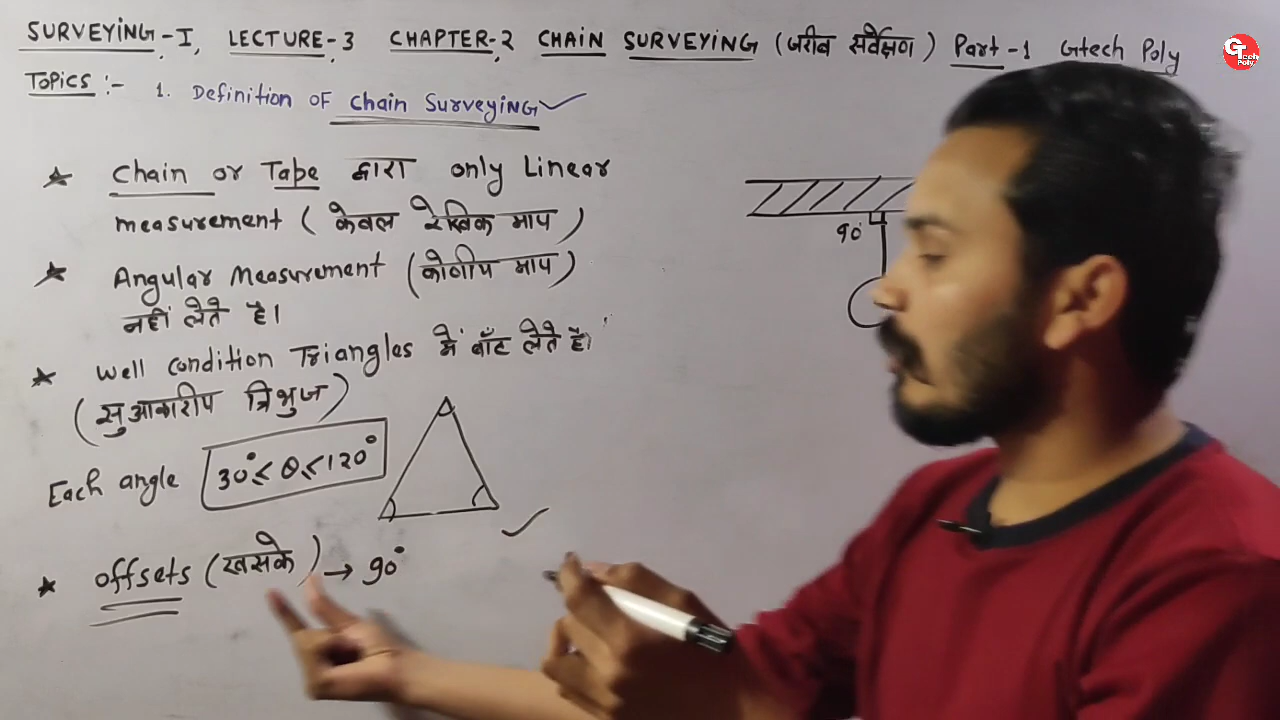 SURVEYING-I, LECTURE-3 CHAPTER-2 CHAIN SURVEYING (जरीब सर्वेक्षण) Part-1 Gtech Poly
GTech Poly
TOPICS :- 1. Definition OF Chain SurveyING
★ Chain or Tape द्वारा only Linear
measurement (केवल रेखिक माप)
90°
★ Angular Measurement (कोणीय माप)
नहीं लेते है।
★ Well condition Triangles में बाँट लेते है।
(सुआकारीय त्रिभुज)
Each angle 30° ≤ θ ≤ 120°
★ offsets (खसके) → 90°